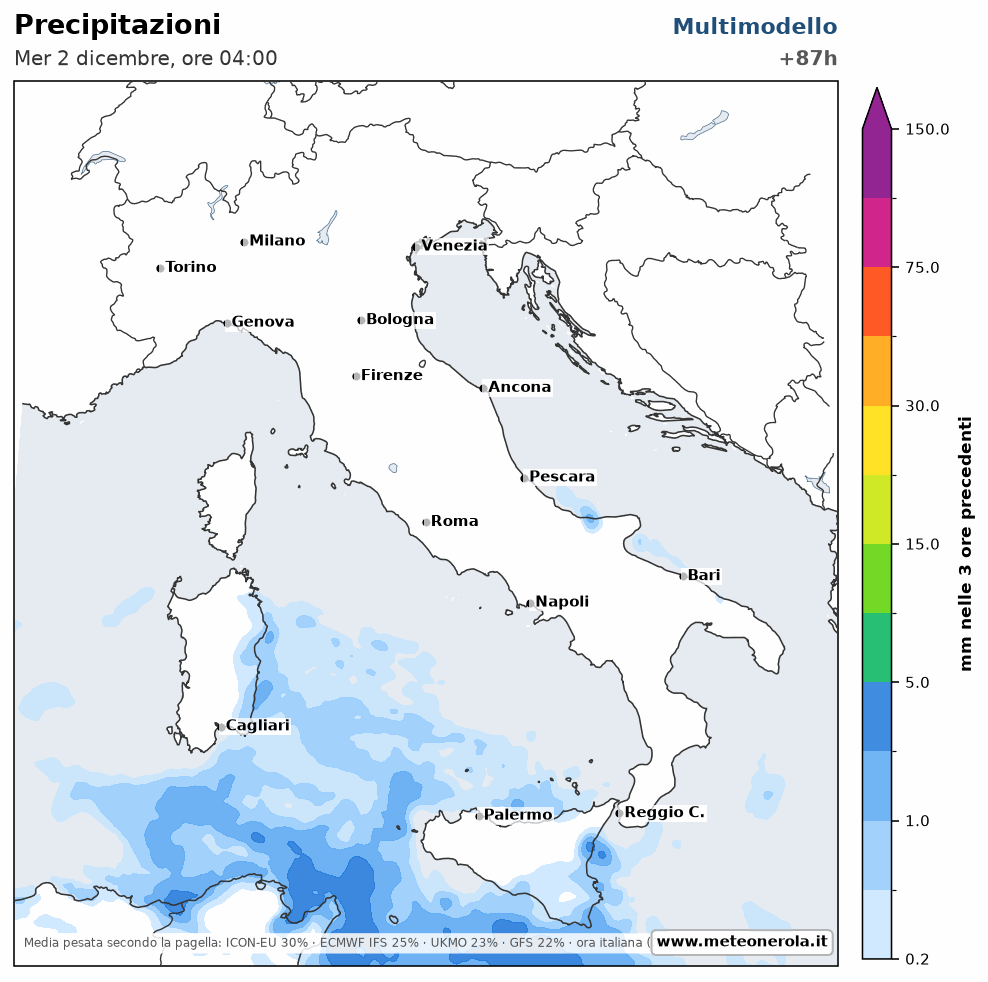 Precipitazioni
Multimodello
Mer 2 dicembre, ore 04:00
+87h
150.0
75.0
30.0
15.0
5.0
1.0
0.2
mm nelle 3 ore precedenti
Milano
Venezia
Torino
Genova
Bologna
Firenze
Ancona
Pescara
Roma
Bari
Napoli
Cagliari
Palermo
Reggio C.
Media pesata secondo la pagella: ICON-EU 30% · ECMWF IFS 25% · UKMO 23% · GFS 22% · ora italiana (
www.meteonerola.it